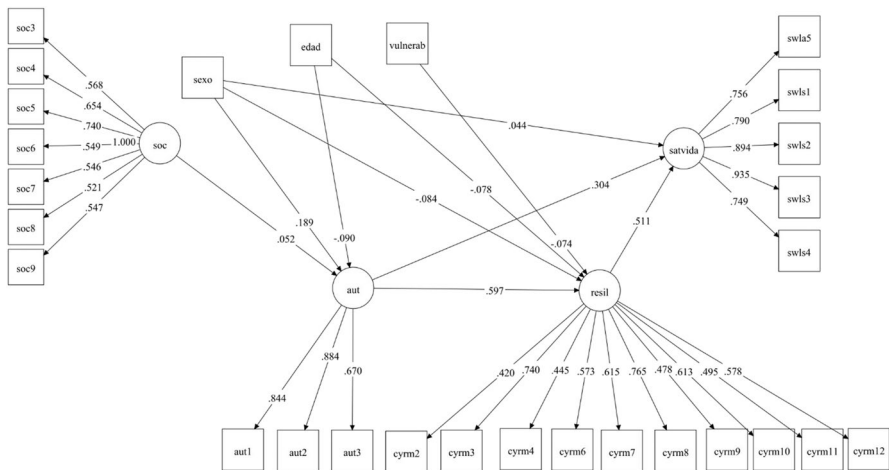 soc3
soc4
soc5
soc6
soc7
soc8
soc9
.568
.654
.740
.549
.546
.521
.547
1.000
soc
sexo
edad
vulnerab
.044
-.078
-.084
.304
-.074
.189
-.090
.052
.511
.597
satvida
.756
.790
.894
.935
.749
swla5
swls1
swls2
swls3
swls4
aut
resil
.844
.884
.670
.420
.740
.445
.573
.615
.765
.478
.613
.495
.578
aut1
aut2
aut3
cyrm2
cyrm3
cyrm4
cyrm6
cyrm7
cyrm8
cyrm9
cyrm10
cyrm11
cyrm12